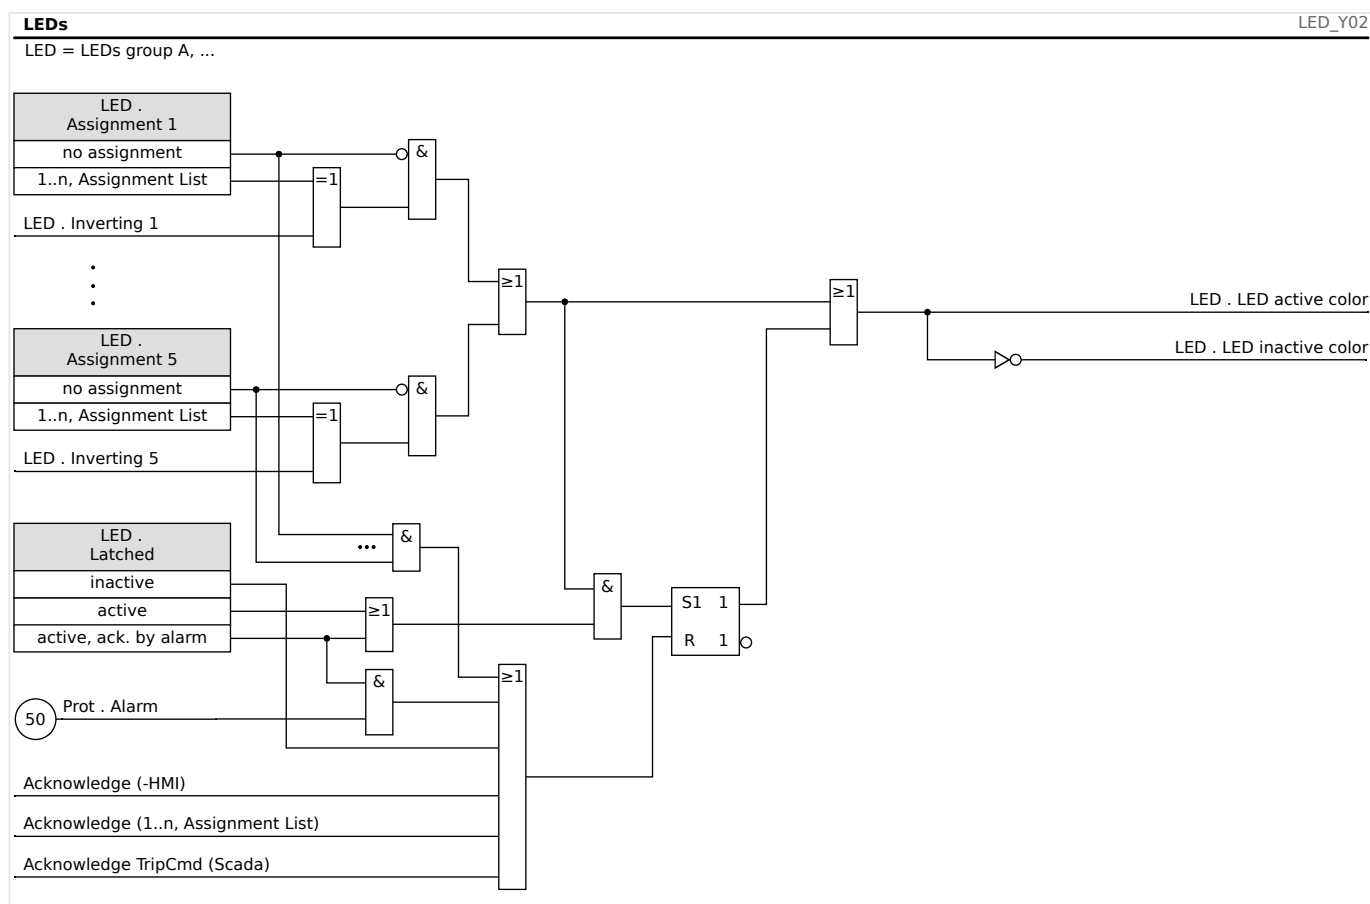 LEDs
LED_Y02
LED = LEDs group A, ...
LED .
Assignment 1
no assignment
&
1..n, Assignment List
=1
LED . Inverting 1
≥1
≥1
LED . LED active color
LED .
Assignment 5
LED . LED inactive color
no assignment
&
1..n, Assignment List
=1
LED . Inverting 5
LED .
Latched
&
...
inactive
&
active
≥1
S1 1
active, ack. by alarm
R 1
&
≥1
50
Prot . Alarm
Acknowledge (-HMI)
Acknowledge (1..n, Assignment List)
Acknowledge TripCmd (Scada)